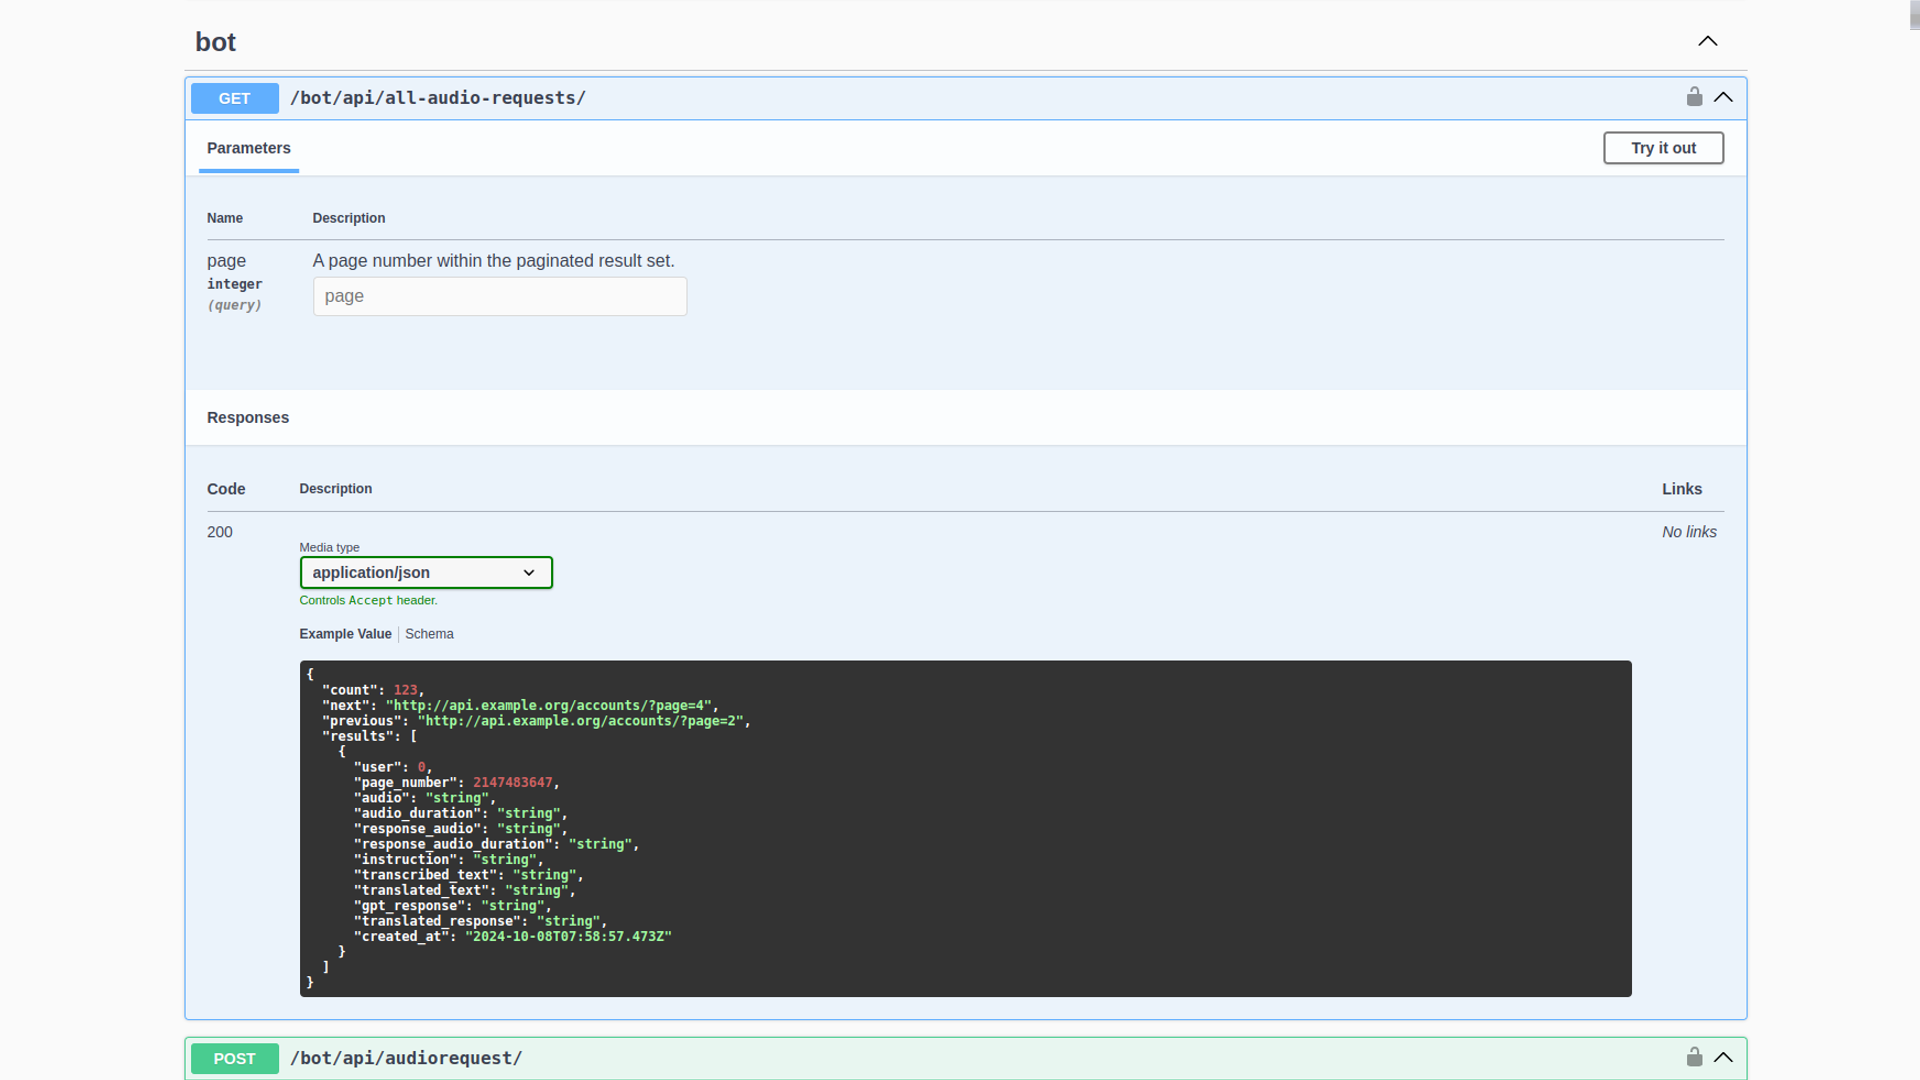 bot
GET /bot/api/all-audio-requests/
Parameters
Try it out
Name Description
page A page number within the paginated result set.
integer
(query)
page
Responses
Code Description Links
200 No links
Media type
application/json
Controls Accept header.
Example Value Schema
{
  "count": 123,
  "next": "http://api.example.org/accounts/?page=4",
  "previous": "http://api.example.org/accounts/?page=2",
  "results": [
    {
      "user": 0,
      "page_number": 2147483647,
      "audio": "string",
      "audio_duration": "string",
      "response_audio": "string",
      "response_audio_duration": "string",
      "instruction": "string",
      "transcribed_text": "string",
      "translated_text": "string",
      "gpt_response": "string",
      "translated_response": "string",
      "created_at": "2024-10-08T07:58:57.473Z"
    }
  ]
}
POST /bot/api/audiorequest/